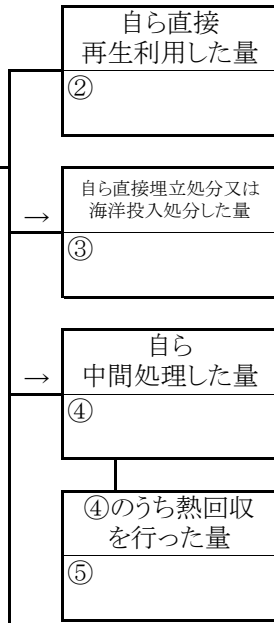 自ら直接
再生利用した量
②
→
自ら直接埋立処分又は
海洋投入処分した量
③
→
自ら
中間処理した量
④
④のうち熱回収
を行った量
⑤